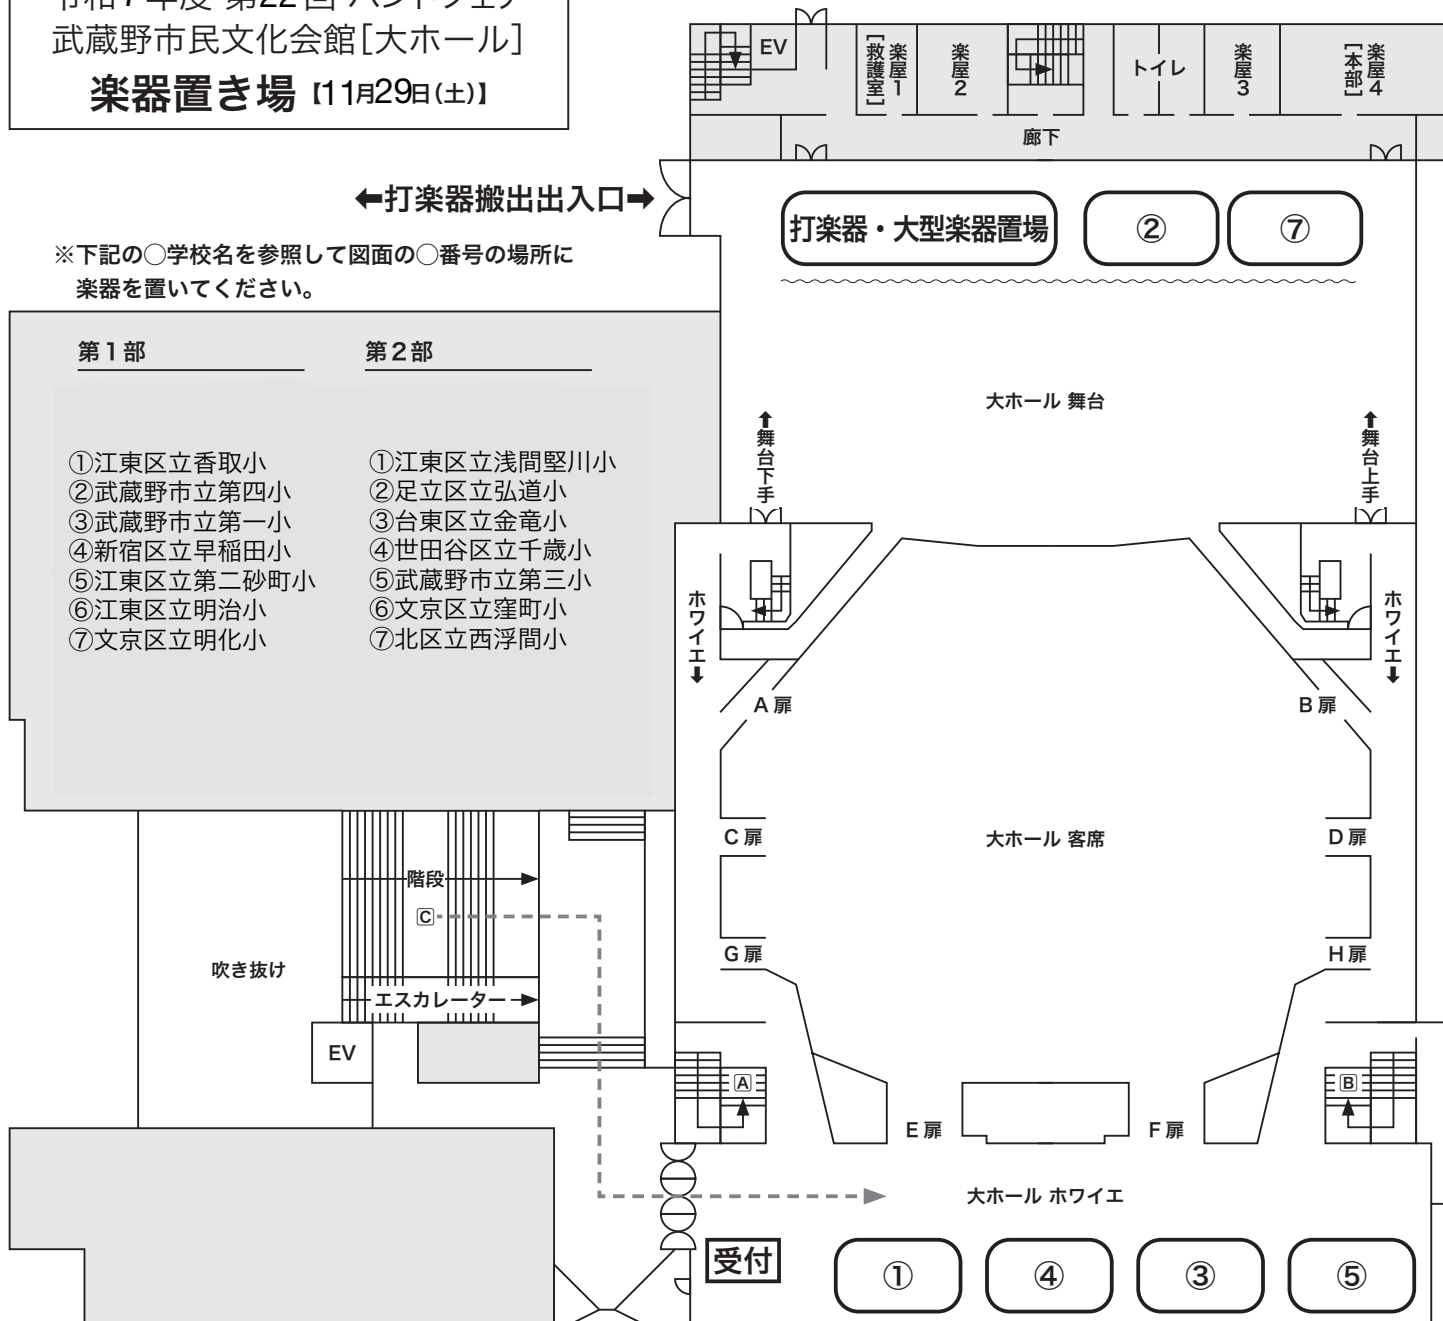 武蔵野市民文化会館[大ホール]
楽器置き場【11月29日(土)】
←打楽器搬出出入口→
※下記の○学校名を参照して図面の○番号の場所に
楽器を置いてください。
EV
楽屋1
[救護室]
楽屋2
トイレ
楽屋3
楽屋4
[本部]
廊下
打楽器・大型楽器置場
②
⑦
第1部
①江東区立香取小
②武蔵野市立第四小
③武蔵野市立第一小
④新宿区立早稲田小
⑤江東区立第二砂町小
⑥江東区立明治小
⑦文京区立明化小
第2部
①江東区立浅間竪川小
②足立区立弘道小
③台東区立金竜小
④世田谷区立千歳小
⑤武蔵野市立第三小
⑥文京区立窪町小
⑦北区立西浮間小
大ホール 舞台
↑舞台下手
↑舞台上手
ホワイエ↓
ホワイエ↓
A扉
B扉
C扉
大ホール 客席
D扉
階段
C
G扉
H扉
吹き抜け
エスカレーター
EV
A
B
E扉
F扉
大ホール ホワイエ
受付
①
④
③
⑤